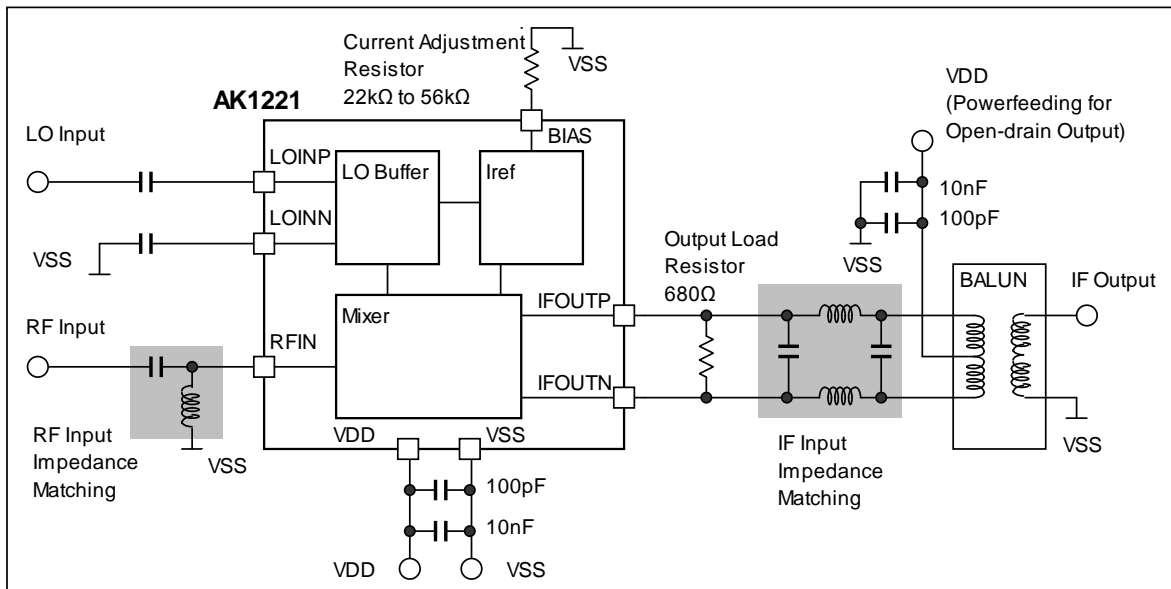 Current Adjustment
Resistor
22kΩ to 56kΩ
VSS
AK1221
BIAS
VDD
(Powerfeeding for
Open-drain Output)
10nF
100pF
VSS
LO Input
LOINP
LO Buffer
Iref
LOINN
VSS
Output Load
Resistor
680Ω
BALUN
IF Output
RF Input
RFIN
Mixer
IFOUTP
IFOUTN
VSS
RF Input
Impedance
Matching
VSS
VDD
VSS
IF Input
Impedance
Matching
100pF
10nF
VDD
VSS